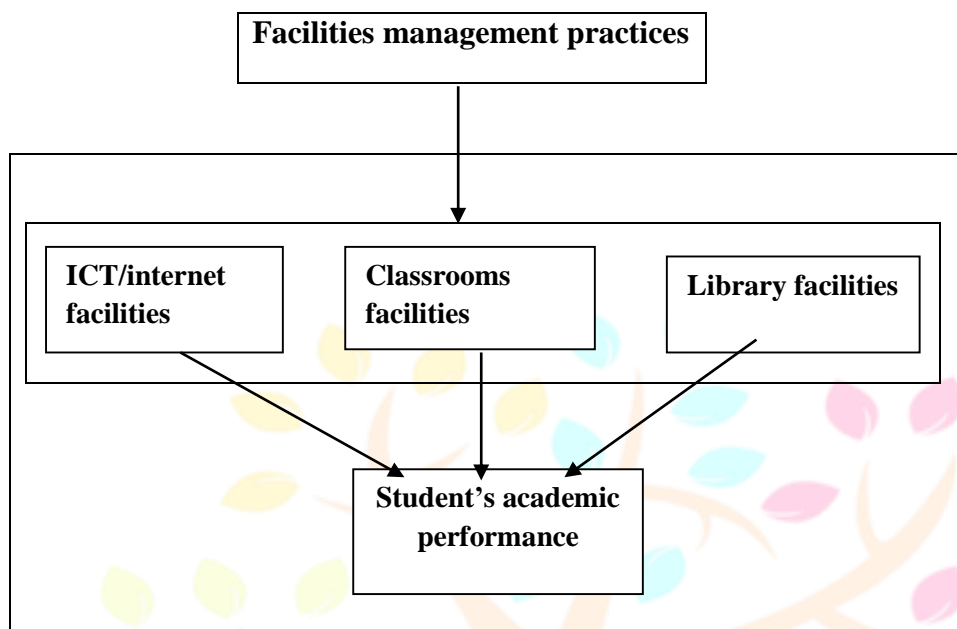 Facilities management practices
ICT/internet
facilities
Classrooms
facilities
Library facilities
Student’s academic
performance